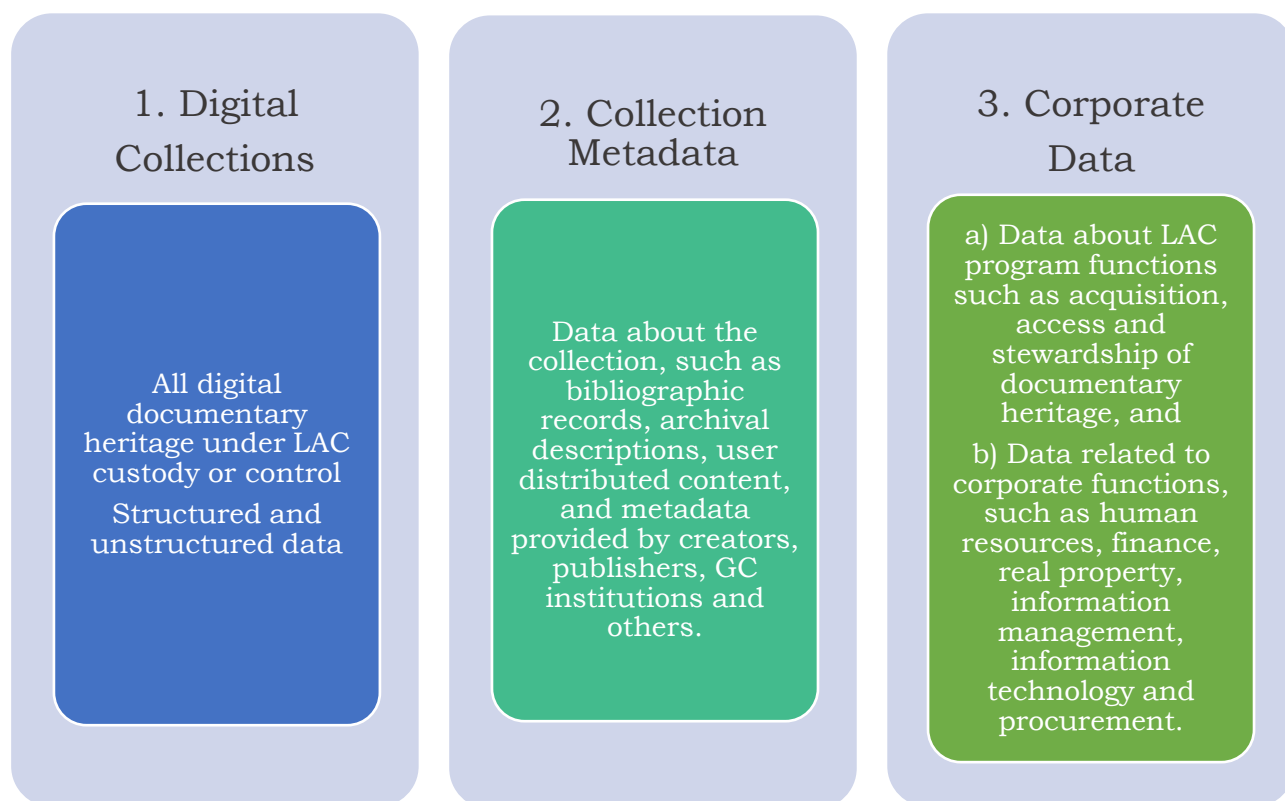 1. Digital
Collections
All digital
documentary
heritage under LAC
custody or control
Structured and
unstructured data
2. Collection
Metadata
Data about the
collection, such as
bibliographic
records, archival
descriptions, user
distributed content,
and metadata
provided by creators,
publishers, GC
institutions and
others.
3. Corporate
Data
a) Data about LAC
program functions
such as acquisition,
access and
stewardship of
documentary
heritage, and
b) Data related to
corporate functions,
such as human
resources, finance,
real property,
information
management,
information
technology and
procurement.